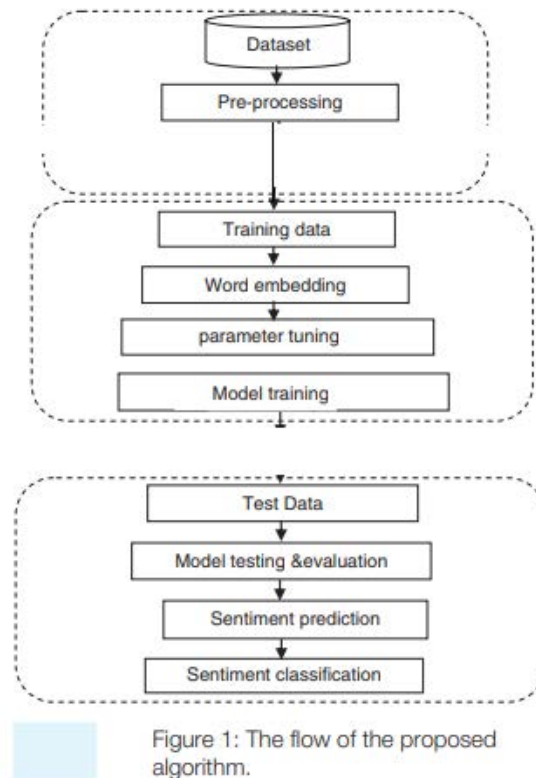 Dataset
Pre-processing
Training data
Word embedding
parameter tuning
Model training
Test Data
Model testing &evaluation
Sentiment prediction
Sentiment classification
Figure 1: The flow of the proposed
algorithm.